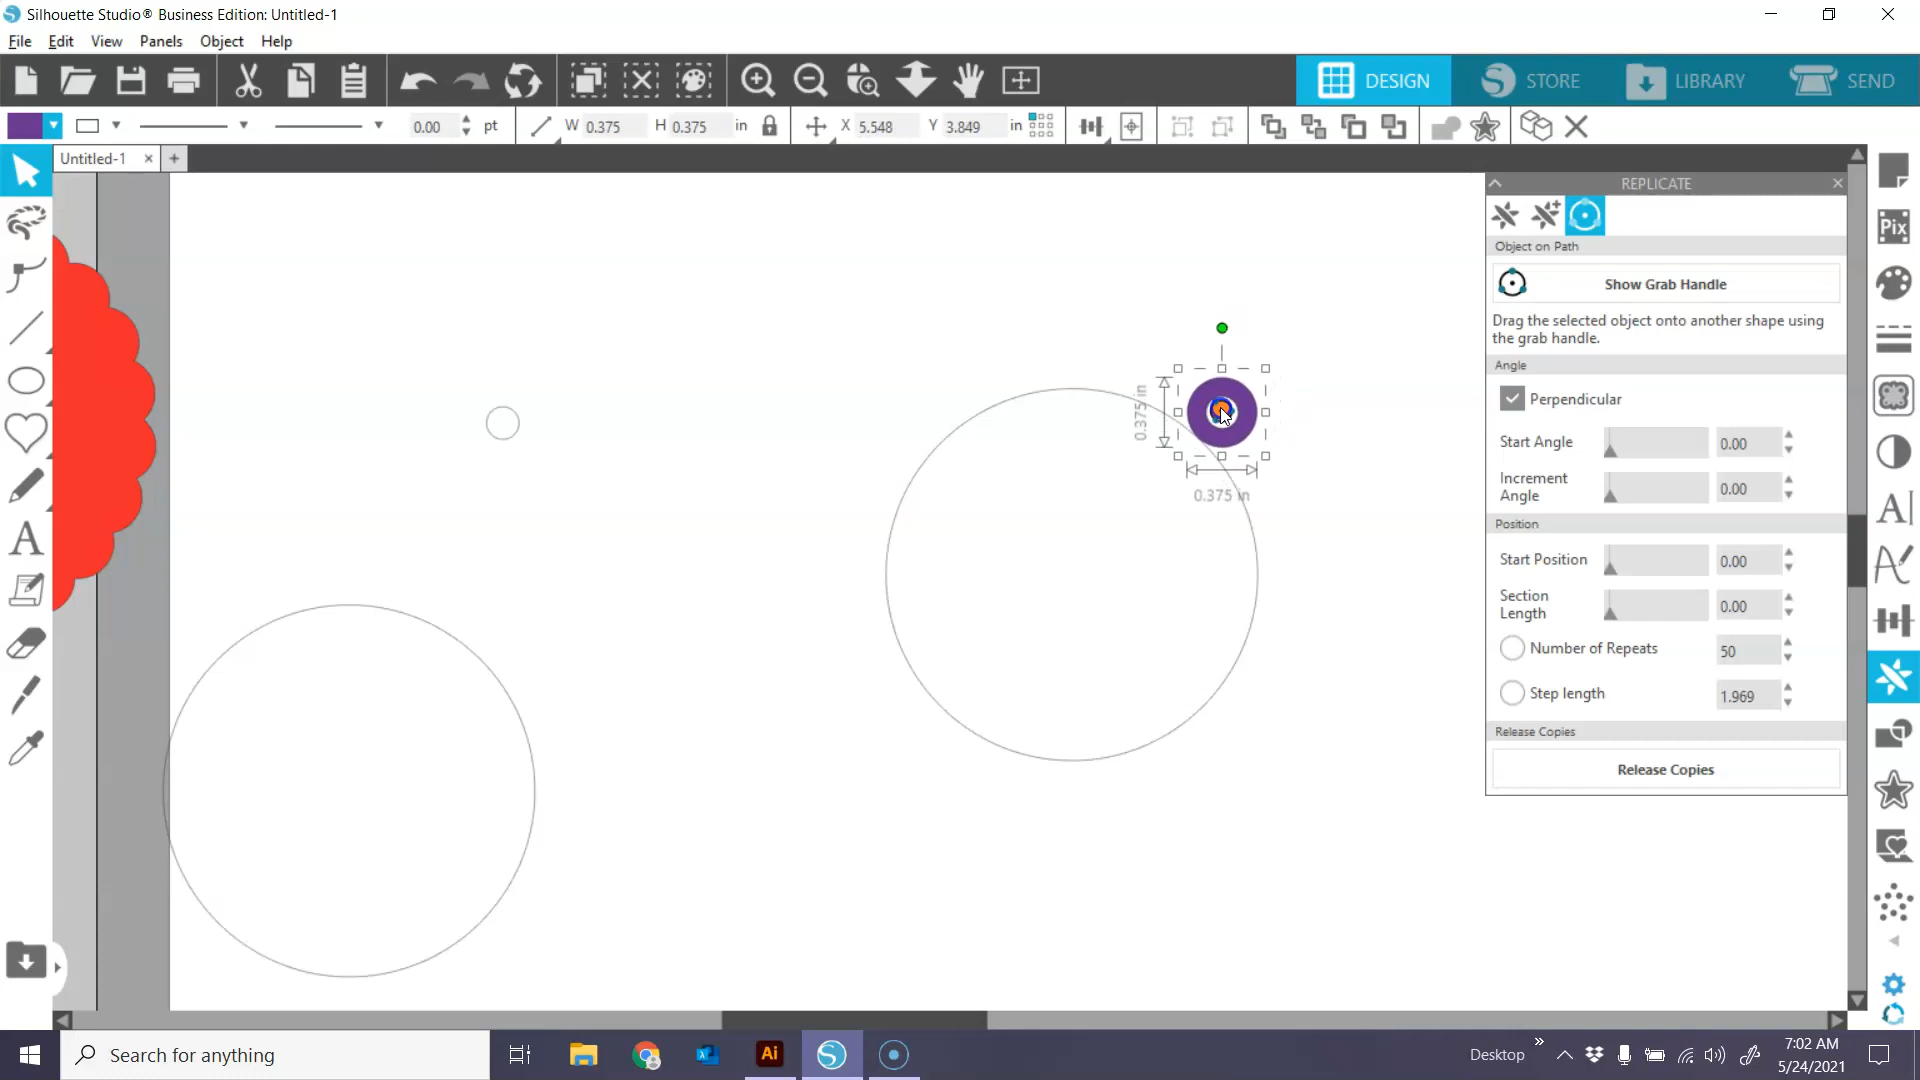 Silhouette Studio® Business Edition: Untitled-1
File Edit View Panels Object Help
DESIGN STORE LIBRARY SEND
0.00 pt W 0.375 H 0.375 in X 5.548 Y 3.849 in
Untitled-1
REPLICATE
Pix
Object on Path
Show Grab Handle
Drag the selected object onto another shape using
the grab handle.
Angle
Perpendicular
Start Angle 0.00
Increment
Angle 0.00
Position
Start Position 0.00
Section
Length 0.00
Number of Repeats 50
Step length 1.969
Release Copies
Release Copies
0.375 in
0.375 in
Search for anything
Ai
Desktop
7:02 AM
5/24/2021